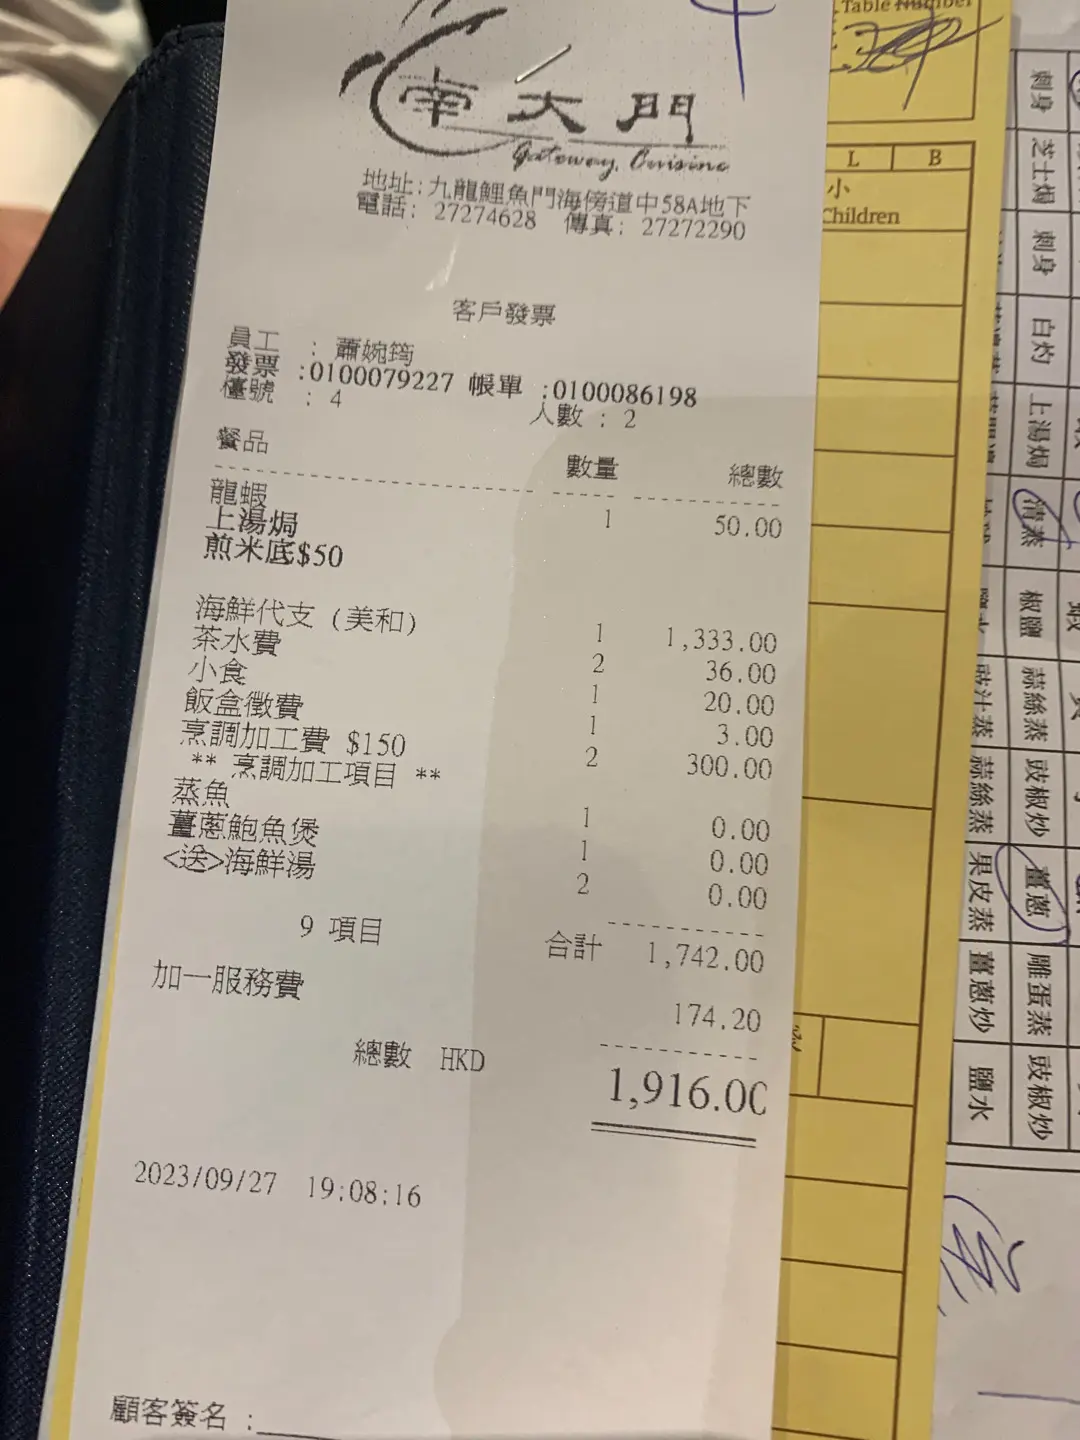 南大門
Gateway Cuisine
地址:九龍鯉魚門海傍道中58A地下
電話: 27274628 傳真: 27272290
客戶發票
員工 : 蕭婉筠
發票 :0100079227 帳單 :0100086198
檯號 : 4 人數 : 2
餐品 數量 總數
龍蝦 1 50.00
上湯焗
煎米底$50
海鮮代支 (美和) 1 1,333.00
茶水費 2 36.00
小食 1 20.00
飯盒徵費 1 3.00
烹調加工費 $150 2 300.00
** 烹調加工項目 **
蒸魚 1 0.00
薑蔥鮑魚煲 1 0.00
<送>海鮮湯 2 0.00
9 項目 合計 1,742.00
加一服務費 174.20
總數 HKD 1,916.00
2023/09/27 19:08:16
顧客簽名 :
Table Number
L B
小
Children
刺身
芝士焗
刺身
白灼
上湯焗
清蒸
椒鹽
蒜絲蒸
豉椒炒
薑蔥
雕蛋蒸
豉椒炒
豉汁蒸
蒜絲蒸
果皮蒸
薑蔥炒
鹽水